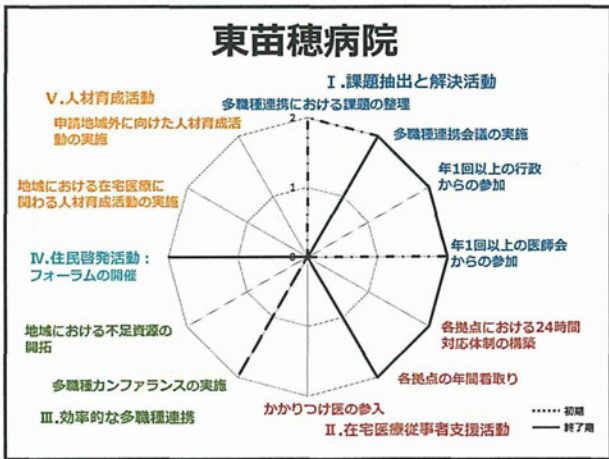 東苗穂病院
Ⅰ.課題抽出と解決活動
多職種連携における課題の整理
多職種連携会議の実施
年1回以上の行政
からの参加
年1回以上の医師会
からの参加
各拠点における24時間
対応体制の構築
各拠点の年間看取り
Ⅱ.在宅医療従事者支援活動
かかりつけ医の参入
Ⅲ.効率的な多職種連携
多職種カンファランスの実施
地域における不足資源の
開拓
Ⅳ.住民啓発活動：
フォーラムの開催
地域における在宅医療に
関わる人材育成活動の実施
Ⅴ.人材育成活動
申請地域外に向けた人材育成活
動の実施
2
1
0
初期
終了期